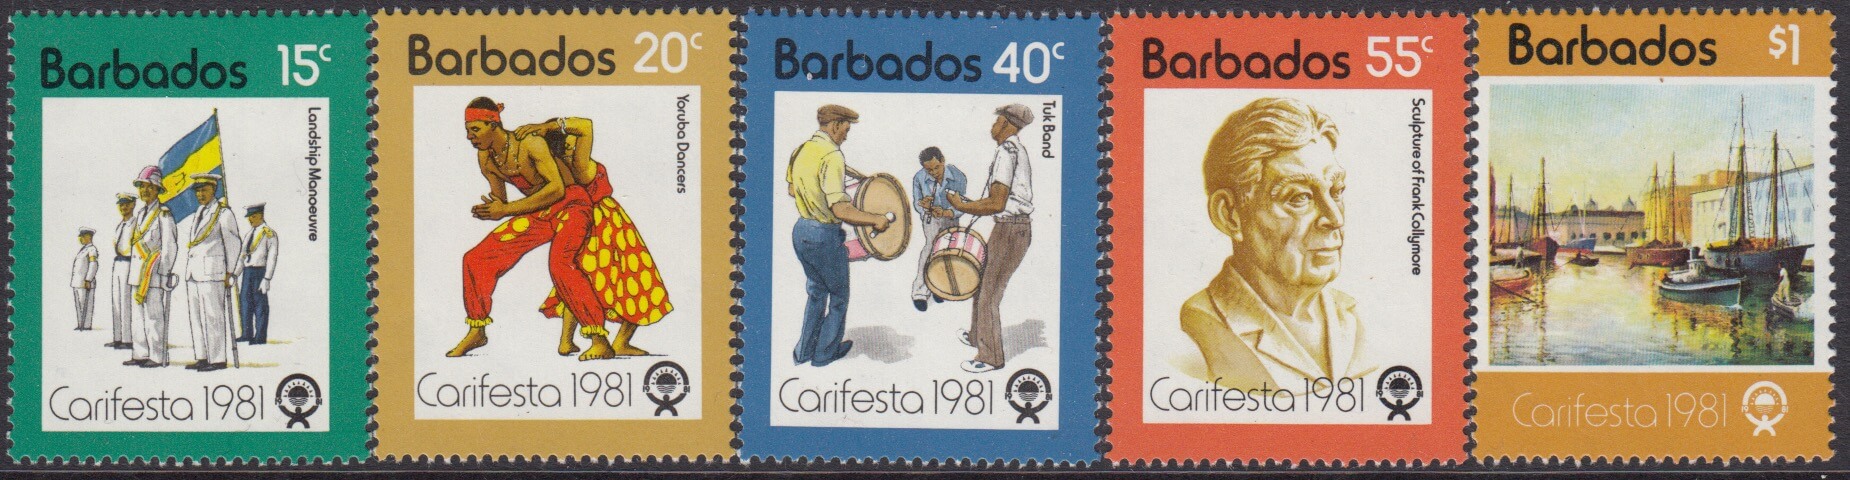 Barbados 15c
Landship Manoeuvre
Carifesta 1981
Barbados 20c
Yoruba Dancers
Carifesta 1981
Barbados 40c
Tuk Band
Carifesta 1981
Barbados 55c
Sculpture of Frank Collymore
Carifesta 1981
Barbados $1
Carifesta 1981
1981